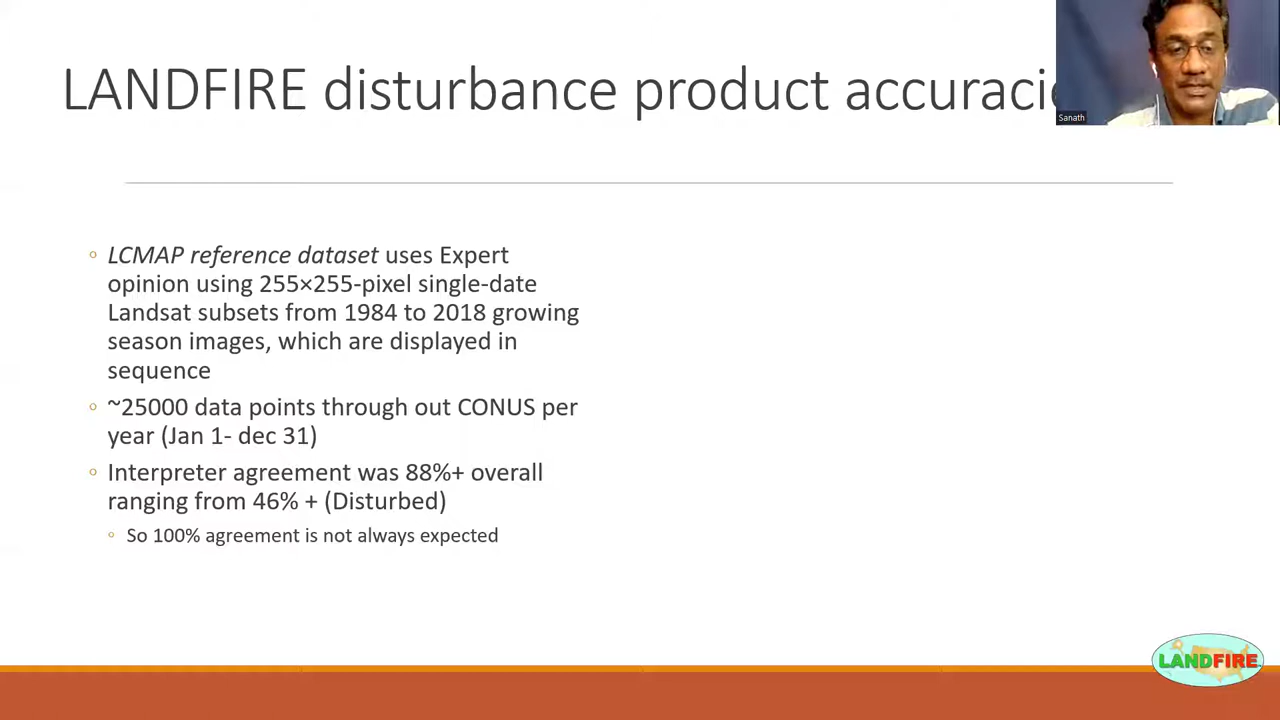 LANDFIRE disturbance product accuracie
Sanath
◦ LCMAP reference dataset uses Expert
opinion using 255×255-pixel single-date
Landsat subsets from 1984 to 2018 growing
season images, which are displayed in
sequence
◦ ~25000 data points through out CONUS per
year (Jan 1- dec 31)
◦ Interpreter agreement was 88%+ overall
ranging from 46% + (Disturbed)
◦ So 100% agreement is not always expected
LANDFIRE